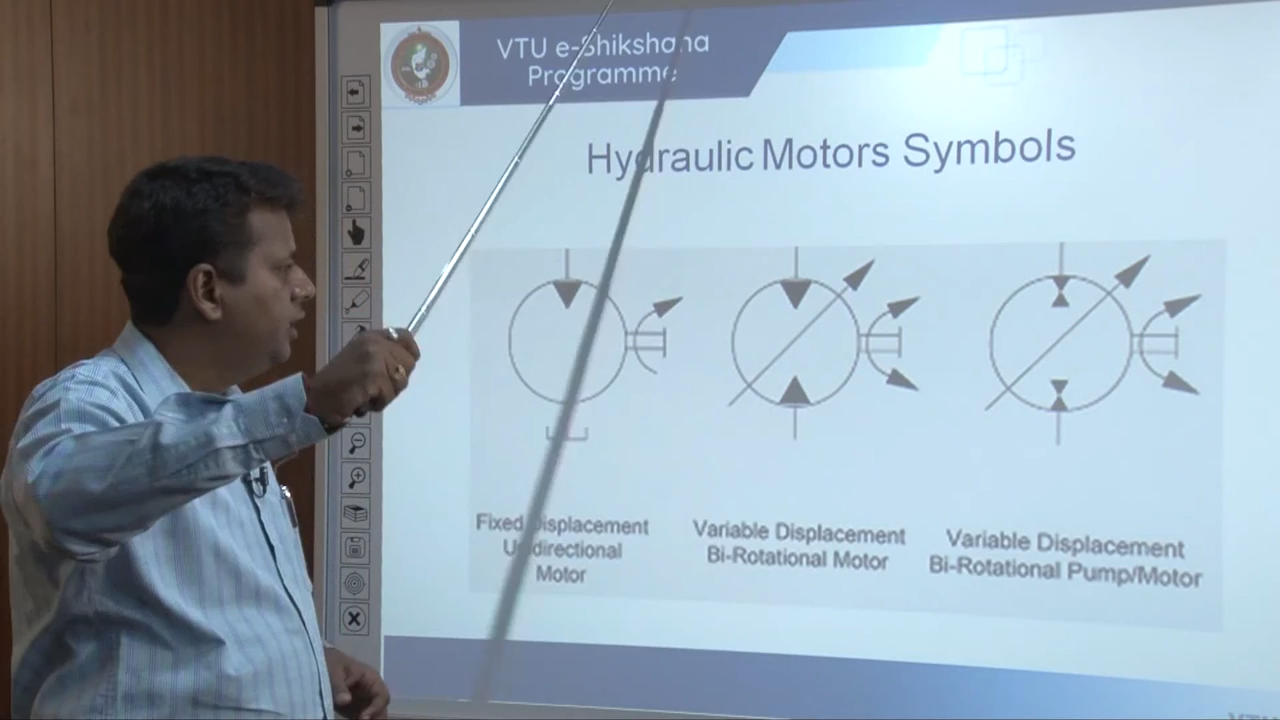 VTU e-Shikshana
Programme
Hydraulic Motors Symbols
Fixed Displacement
Unidirectional
Motor
Variable Displacement
Bi-Rotational Motor
Variable Displacement
Bi-Rotational Pump/Motor